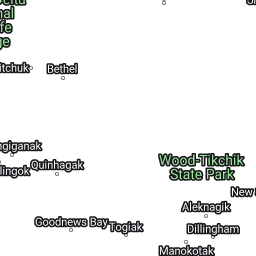 Bethel
Quinhagak
Wood-Tikchik
State Park
Aleknagik
Goodnews Bay
Togiak
Dillingham
Manokotak